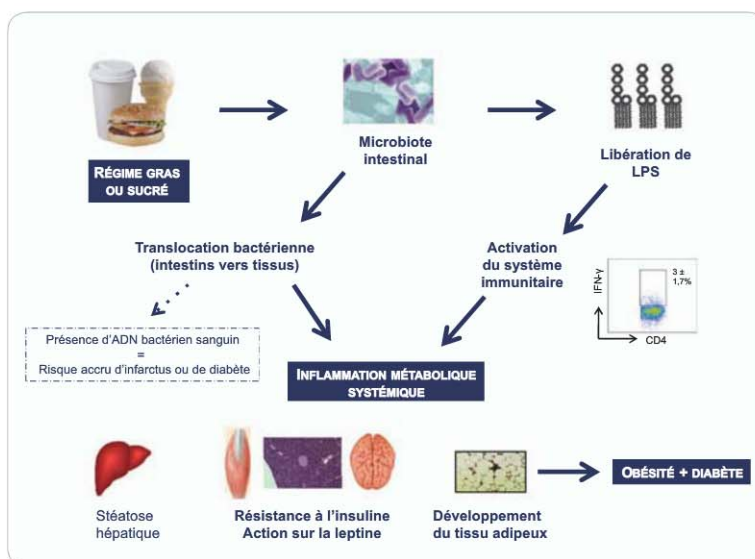 RÉGIME GRAS
OU SUCRÉ
Microbiote
intestinal
Libération de
LPS
Translocation bactérienne
(intestins vers tissus)
Activation
du système
immunitaire
IFN-γ
3 ±
1,7%
CD4
Présence d'ADN bactérien sanguin
=
Risque accru d'infarctus ou de diabète
INFLAMMATION MÉTABOLIQUE
SYSTÉMIQUE
Stéatose
hépatique
Résistance à l'insuline
Action sur la leptine
Développement
du tissu adipeux
OBÉSITÉ + DIABÈTE